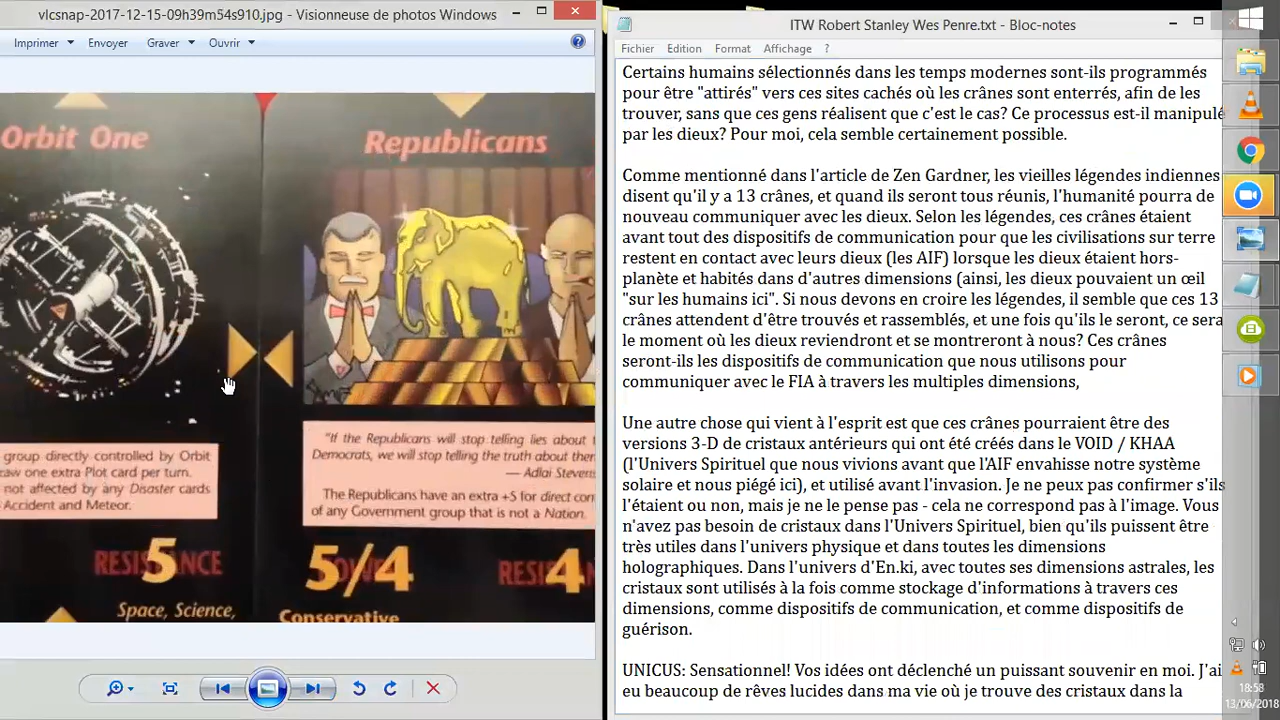 vlcsnap-2017-12-15-09h39m54s910.jpg - Visionneuse de photos Windows
Imprimer Envoyer Graver Ouvrir
Orbit One
group directly controlled by Orbit
raw one extra Plot card per turn.
not affected by any Disaster cards
Accident and Meteor.
RESISTANCE
5
Space, Science,
Republicans
"If the Republicans will stop telling lies about
Democrats, we will stop telling the truth about
— Adlai
The Republicans have an extra +5 for direct
of any Government group that is not a Nation.
5/4
4
Conservative
ITW Robert Stanley Wes Penre.txt - Bloc-notes
Fichier Edition Format Affichage ?
Certains humains sélectionnés dans les temps modernes sont-ils programmés
pour être "attirés" vers ces sites cachés où les crânes sont enterrés, afin de les
trouver, sans que ces gens réalisent que c'est le cas? Ce processus est-il manipulé
par les dieux? Pour moi, cela semble certainement possible.
Comme mentionné dans l'article de Zen Gardner, les vieilles légendes indiennes
disent qu'il y a 13 crânes, et quand ils seront tous réunis, l'humanité pourra de
nouveau communiquer avec les dieux. Selon les légendes, ces crânes étaient
avant tout des dispositifs de communication pour que les civilisations sur terre
restent en contact avec leurs dieux (les AIF) lorsque les dieux étaient hors-
planète et habités dans d'autres dimensions (ainsi, les dieux pouvaient un œil
"sur les humains ici". Si nous devons en croire les légendes, il semble que ces 13
crânes attendent d'être trouvés et rassemblés, et une fois qu'ils le seront, ce sera
le moment où les dieux reviendront et se montreront à nous? Ces crânes
seront-ils les dispositifs de communication que nous utilisons pour
communiquer avec le FIA à travers les multiples dimensions,
Une autre chose qui vient à l'esprit est que ces crânes pourraient être des
versions 3-D de cristaux antérieurs qui ont été créés dans le VOID / KHAA
(l'Univers Spirituel que nous vivions avant que l'AIF envahisse notre système
solaire et nous piégé ici), et utilisé avant l'invasion. Je ne peux pas confirmer s'ils
l'étaient ou non, mais je ne le pense pas - cela ne correspond pas à l'image. Vous
n'avez pas besoin de cristaux dans l'Univers Spirituel, bien qu'ils puissent être
très utiles dans l'univers physique et dans toutes les dimensions
holographiques. Dans l'univers d'En.ki, avec toutes ses dimensions astrales, les
cristaux sont utilisés à la fois comme stockage d'informations à travers ces
dimensions, comme dispositifs de communication, et comme dispositifs de
guérison.
UNICUS: Sensationnel! Vos idées ont déclenché un puissant souvenir en moi. J'ai
eu beaucoup de rêves lucides dans ma vie où je trouve des cristaux dans la
18:58
13/06/2018